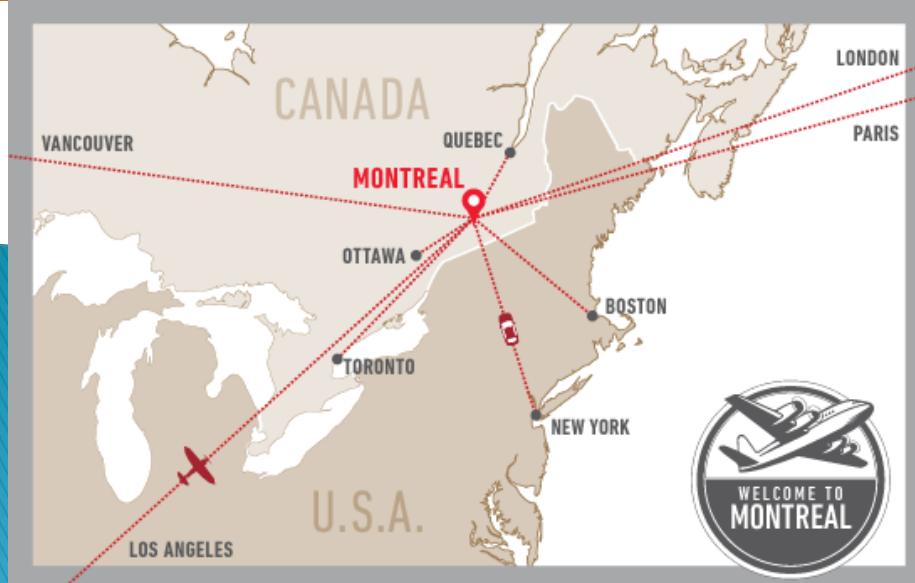 LONDON
CANADA
VANCOUVER
QUEBEC
PARIS
MONTREAL
OTTAWA
BOSTON
TORONTO
NEW YORK
WELCOME TO
MONTREAL
U.S.A.
LOS ANGELES